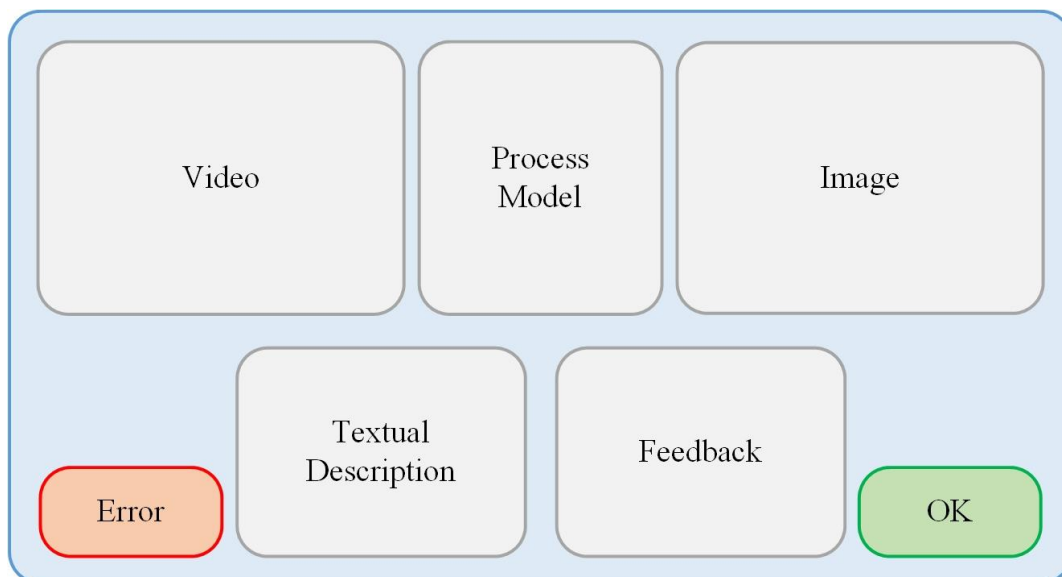 Video
Process
Model
Image
Textual
Description
Feedback
Error
OK